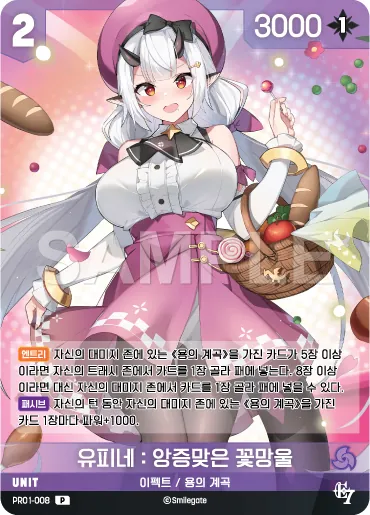 2
3000 1
SAMPLE
엔트리 자신의 대미지 존에 있는 《용의 계곡》을 가진 카드가 5장 이상
이라면 자신의 트래시 존에서 카드를 1장 골라 패에 넣는다. 8장 이상
이라면 대신 자신의 대미지 존에서 카드를 1장 골라 패에 넣을 수 있다.
패시브 자신의 턴 동안 자신의 대미지 존에 있는 《용의 계곡》을 가진
카드 1장마다 파워+1000.
유피네 : 앙증맞은 꽃망울
UNIT 이펙트 / 용의 계곡
PR01-008 P ©Smilegate E7